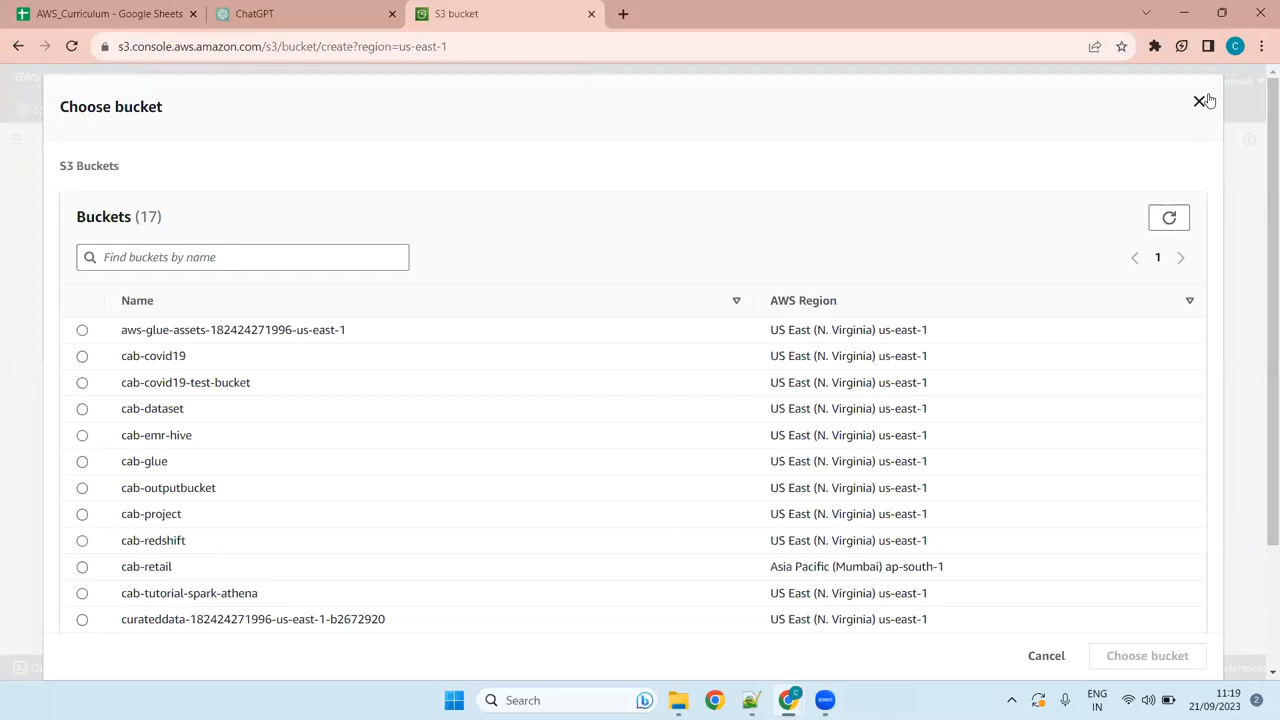 AWS_Curriculum - Google Sheets
ChatGPT
S3 bucket
s3.console.aws.amazon.com/s3/bucket/create?region=us-east-1
C
aws
Choose bucket
S3 Buckets
Buckets (17)
Find buckets by name
1
Name
AWS Region
aws-glue-assets-182424271996-us-east-1
US East (N. Virginia) us-east-1
cab-covid19
US East (N. Virginia) us-east-1
cab-covid19-test-bucket
US East (N. Virginia) us-east-1
cab-dataset
US East (N. Virginia) us-east-1
cab-emr-hive
US East (N. Virginia) us-east-1
cab-glue
US East (N. Virginia) us-east-1
cab-outputbucket
US East (N. Virginia) us-east-1
cab-project
US East (N. Virginia) us-east-1
cab-redshift
US East (N. Virginia) us-east-1
cab-retail
Asia Pacific (Mumbai) ap-south-1
cab-tutorial-spark-athena
US East (N. Virginia) us-east-1
curateddata-182424271996-us-east-1-b2672920
US East (N. Virginia) us-east-1
Cancel
Choose bucket
Search
ENG
IN
11:19
21/09/2023
2